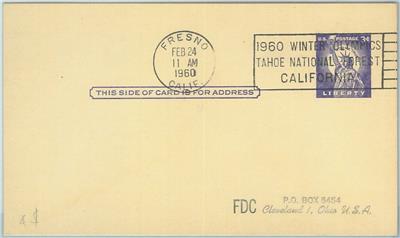 FRESNO
FEB 24
11 AM
1960
CALIF.
1960 WINTER OLYMPICS
TAHOE NATIONAL FOREST
CALIFORNIA
U.S. POSTAGE 3¢
LIBERTY
THIS SIDE OF CARD IS FOR ADDRESS
FDC
P.O. BOX 5454
Cleveland 1, Ohio U.S.A.